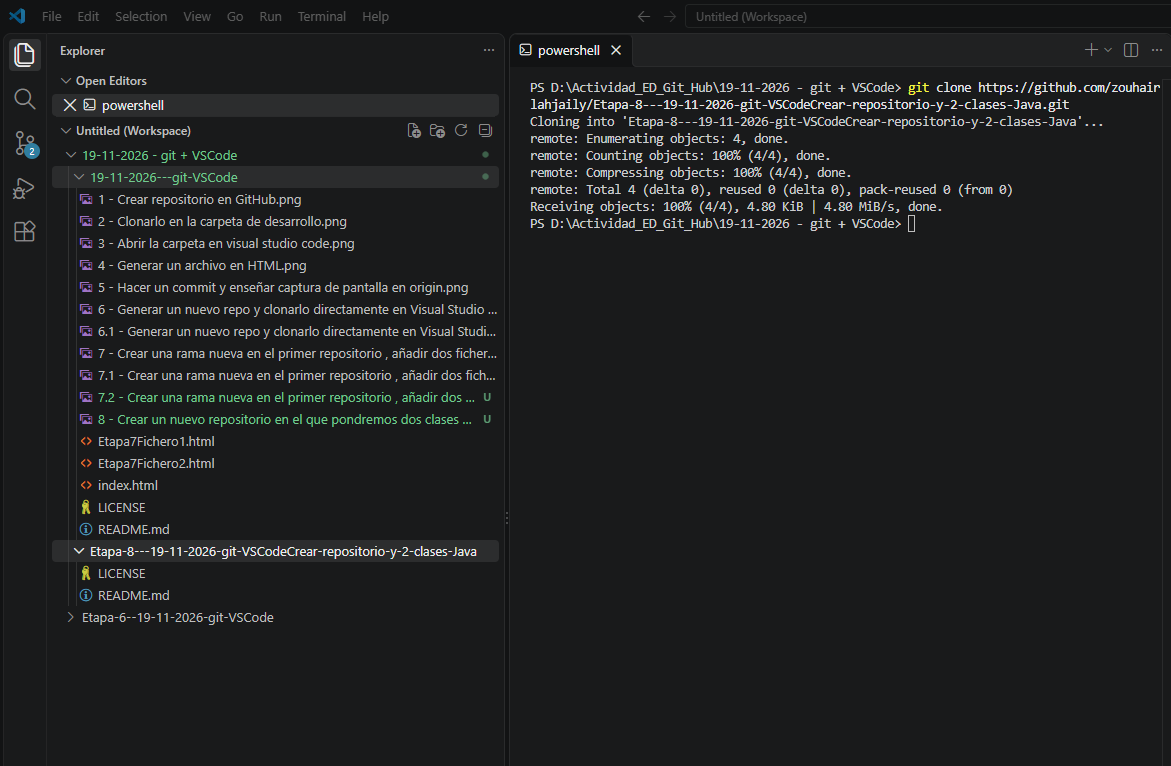 File Edit Selection View Go Run Terminal Help
Untitled (Workspace)
Explorer
Open Editors
powershell
Untitled (Workspace)
19-11-2026 - git + VSCode
19-11-2026---git-VSCode
1 - Crear repositorio en GitHub.png
2 - Clonarlo en la carpeta de desarrollo.png
3 - Abrir la carpeta en visual studio code.png
4 - Generar un archivo en HTML.png
5 - Hacer un commit y enseñar captura de pantalla en origin.png
6 - Generar un nuevo repo y clonarlo directamente en Visual Studio ...
6.1 - Generar un nuevo repo y clonarlo directamente en Visual Studi...
7 - Crear una rama nueva en el primer repositorio , añadir dos ficher...
7.1 - Crear una rama nueva en el primer repositorio , añadir dos fich...
7.2 - Crear una rama nueva en el primer repositorio , añadir dos ... U
8 - Crear un nuevo repositorio en el que pondremos dos clases ... U
Etapa7Fichero1.html
Etapa7Fichero2.html
index.html
LICENSE
README.md
Etapa-8---19-11-2026-git-VSCodeCrear-repositorio-y-2-clases-Java
LICENSE
README.md
Etapa-6--19-11-2026-git-VSCode
2
powershell
PS D:\Actividad_ED_Git_Hub\19-11-2026 - git + VSCode> git clone https://github.com/zouhair
lahjaily/Etapa-8---19-11-2026-git-VSCodeCrear-repositorio-y-2-clases-Java.git
Cloning into 'Etapa-8---19-11-2026-git-VSCodeCrear-repositorio-y-2-clases-Java'...
remote: Enumerating objects: 4, done.
remote: Counting objects: 100% (4/4), done.
remote: Compressing objects: 100% (4/4), done.
remote: Total 4 (delta 0), reused 0 (delta 0), pack-reused 0 (from 0)
Receiving objects: 100% (4/4), 4.80 KiB | 4.80 MiB/s, done.
PS D:\Actividad_ED_Git_Hub\19-11-2026 - git + VSCode>